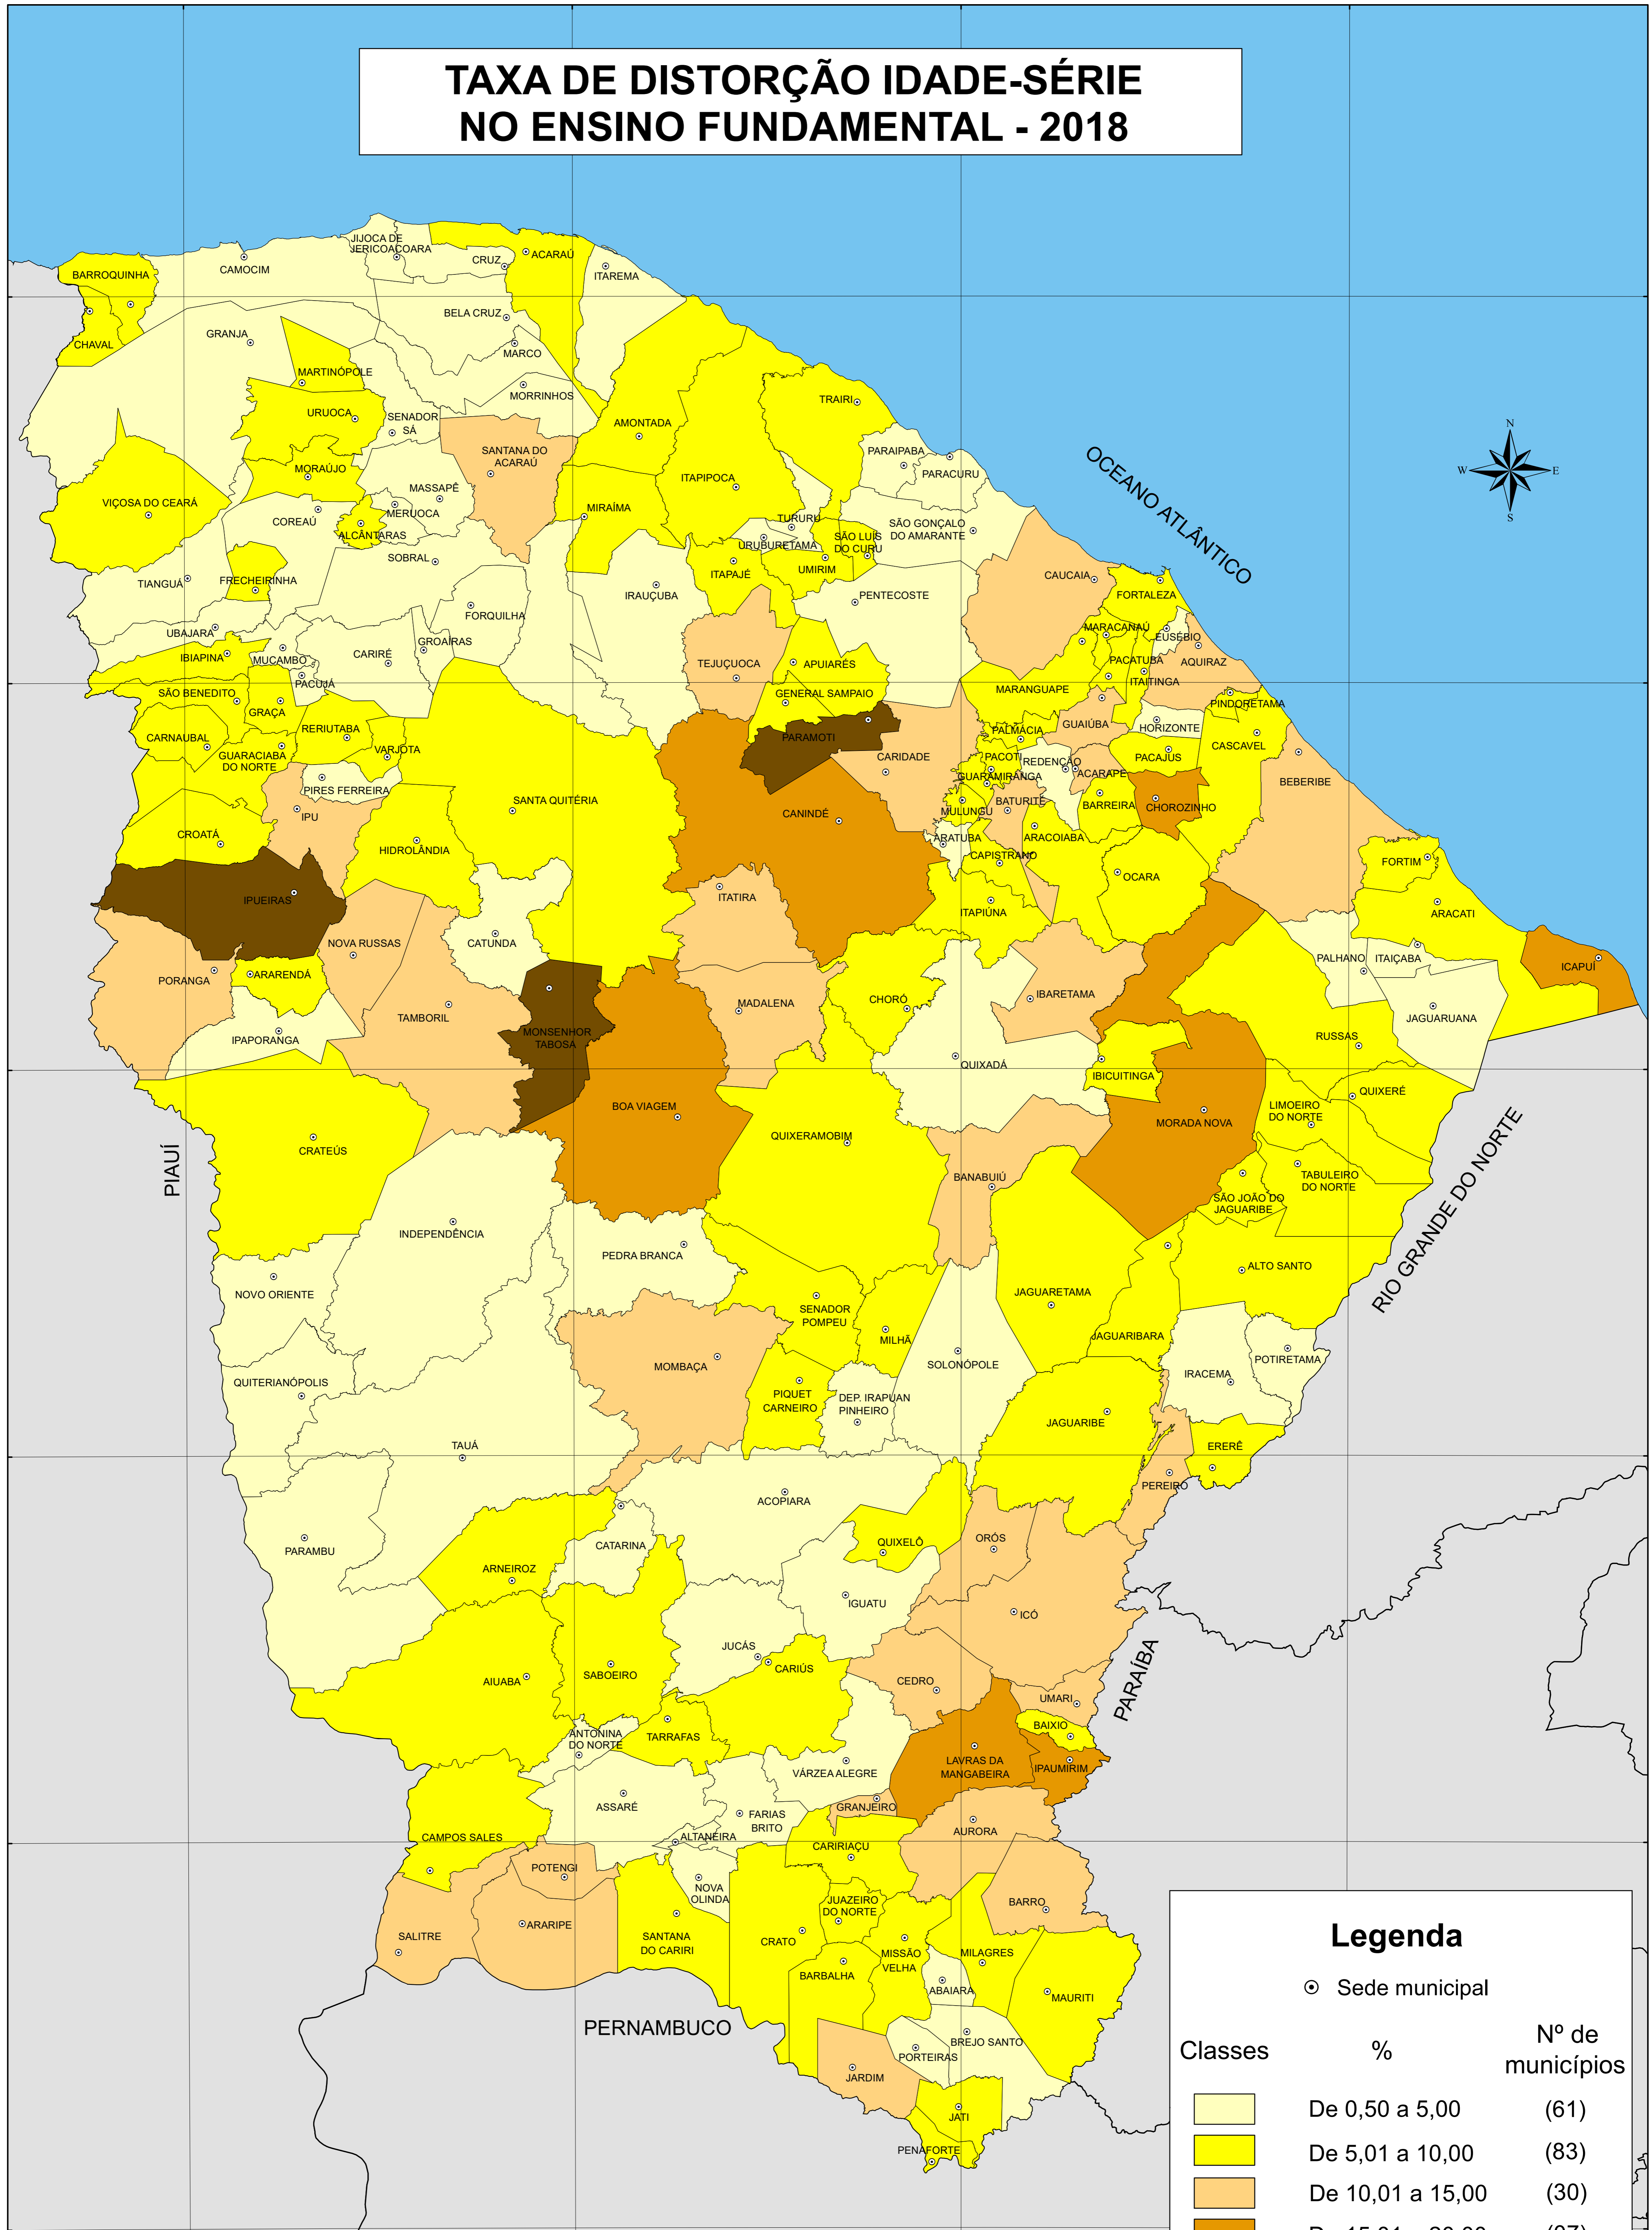 TAXA DE DISTORÇÃO IDADE-SÉRIE
NO ENSINO FUNDAMENTAL - 2018
JIJOCA DE
JERICOACOARA
CRUZ
ACARAÚ
ITAREMA
BARROQUINHA
CAMOCIM
CHAVAL
GRANJA
BELA CRUZ
MARCO
MARTINÓPOLE
MORRINHOS
URUOCA
SENADOR
SÁ
AMONTADA
TRAIRI
SANTANA DO
ACARAÚ
MORAÚJO
MASSAPÊ
ITAPIPOCA
PARAIPABA
PARACURU
OCEANO ATLÂNTICO
N
W
E
S
VIÇOSA DO CEARÁ
COREAÚ
MERUOCA
MIRAÍMA
TURURU
SÃO GONÇALO
DO AMARANTE
ALCÂNTARAS
URUBURETAMA
SÃO LUÍS
DO CURU
SOBRAL
UMIRIM
TIANGUÁ
FRECHEIRINHA
ITAPAJÉ
CAUCAIA
FORTALEZA
IRAUÇUBA
PENTECOSTE
FORQUILHA
UBAJARA
MARACANAÚ
EUSÉBIO
GROAÍRAS
IBIAPINA
MUCAMBO
CARIRÉ
PACATUBA
AQUIRAZ
TEJUÇUOCA
APUIARÉS
PACUJÁ
ITAITINGA
SÃO BENEDITO
GENERAL SAMPAIO
MARANGUAPE
PINDORETAMA
GRAÇA
RERIUTABA
GUAIÚBA
HORIZONTE
PALMÁCIA
CARNAUBAL
PARAMOTI
VARJOTA
CASCAVEL
GUARACIABA
DO NORTE
CARIDADE
PACOTI
REDENÇÃO
PACAJUS
ACARAPE
GUARAMIRANGA
BEBERIBE
PIRES FERREIRA
SANTA QUITÉRIA
BATURITÉ
BARREIRA
CHOROZINHO
MULUNGU
IPU
CANINDÉ
CROATÁ
ARATUBA
ARACOIABA
HIDROLÂNDIA
CAPISTRANO
FORTIM
OCARA
IPUEIRAS
ITATIRA
ITAPIÚNA
ARACATI
NOVA RUSSAS
CATUNDA
PALHANO
ITAIÇABA
ICAPUÍ
PORANGA
ARARENDÁ
MADALENA
CHORÓ
IBARETAMA
TAMBORIL
JAGUARUANA
MONSENHOR
TABOSA
IPAPORANGA
RUSSAS
QUIXADÁ
IBICUITINGA
QUIXERÉ
BOA VIAGEM
LIMOEIRO
DO NORTE
MORADA NOVA
QUIXERAMOBIM
CRATEÚS
PIAUÍ
BANABUIÚ
TABULEIRO
DO NORTE
SÃO JOÃO DO
JAGUARIBE
RIO GRANDE DO NORTE
INDEPENDÊNCIA
PEDRA BRANCA
ALTO SANTO
NOVO ORIENTE
JAGUARETAMA
SENADOR
POMPEU
MILHÃ
JAGUARIBARA
MOMBAÇA
SOLONÓPOLE
POTIRETAMA
IRACEMA
QUITERIANÓPOLIS
PIQUET
CARNEIRO
DEP. IRAPUAN
PINHEIRO
JAGUARIBE
TAUÁ
ERERÊ
PEREIRO
ACOPIARA
ORÓS
QUIXELÔ
CATARINA
PARAMBU
ARNEIROZ
IGUATU
ICÓ
JUCÁS
CARIÚS
SABOEIRO
AIUABA
CEDRO
PARAÍBA
UMARI
BAIXIO
ANTONINA
DO NORTE
TARRAFAS
LAVRAS DA
MANGABEIRA
IPAUMIRIM
VÁRZEA ALEGRE
ASSARÉ
GRANJEIRO
FARIAS
BRITO
AURORA
CAMPOS SALES
ALTANEIRA
CARIRIAÇU
POTENGI
NOVA
OLINDA
JUAZEIRO
DO NORTE
BARRO
ARARIPE
SALITRE
SANTANA
DO CARIRI
CRATO
MISSÃO
VELHA
MILAGRES
BARBALHA
ABAIARA
MAURITI
PERNAMBUCO
BREJO SANTO
PORTEIRAS
JARDIM
JATI
PENAFORTE
Legenda
Sede municipal
Classes
%
Nº de
municípios
De 0,50 a 5,00
(61)
De 5,01 a 10,00
(83)
De 10,01 a 15,00
(30)